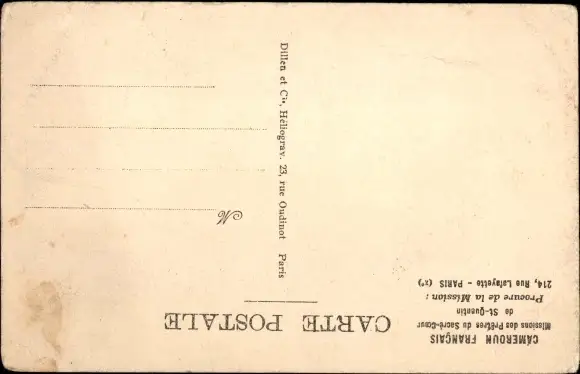 CARTE POSTALE
CAMEROUN FRANÇAIS
Missions des Prêtres du Sacré-Cœur
de St-Quentin
Procure de la Mission :
214, Rue Lafayette - PARIS (Xᵉ)
M
Dillen et Cⁱᵉ, Héliograv. 23, rue Oudinot Paris